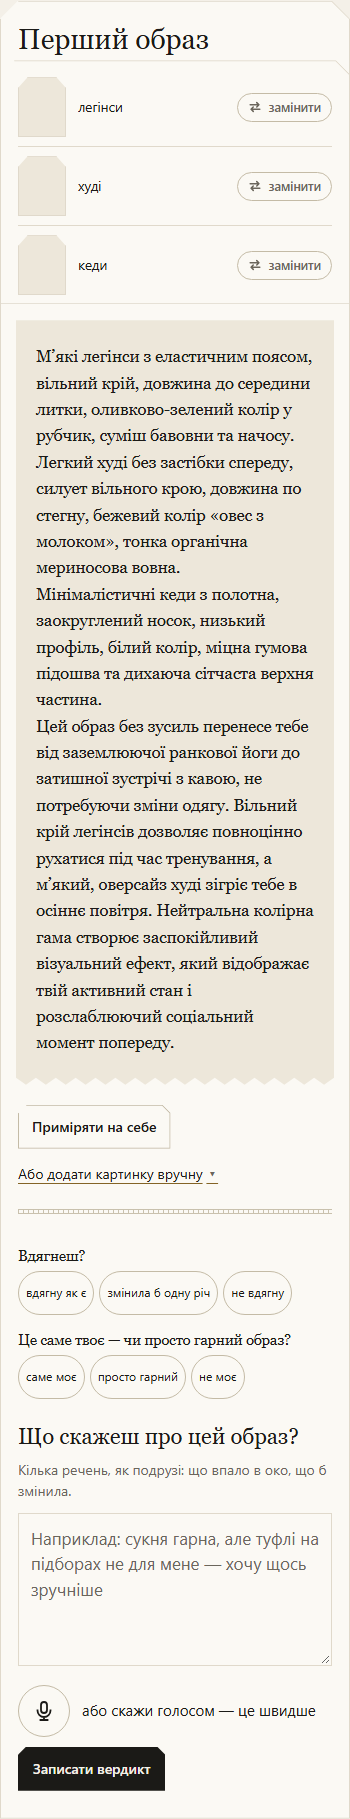 Перший образ
легінси
замінити
худі
замінити
кеди
замінити
М’які легінси з еластичним поясом,
вільний крій, довжина до середини
литки, оливково-зелений колір у
рубчик, суміш бавовни та начосу.
Легкий худі без застібки спереду,
силует вільного крою, довжина по
стегну, бежевий колір «овес з
молоком», тонка органічна
мериносова вовна.
Мінімалістичні кеди з полотна,
заокруглений носок, низький
профіль, білий колір, міцна гумова
підошва та дихаюча сітчаста верхня
частина.
Цей образ без зусиль перенесе тебе
від заземлюючої ранкової йоги до
затишної зустрічі з кавою, не
потребуючи зміни одягу. Вільний
крій легінсів дозволяє повноцінно
рухатися під час тренування, а
м’який, оверсайз худі зігріє тебе в
осіннє повітря. Нейтральна колірна
гама створює заспокійливий
візуальний ефект, який відображає
твій активний стан і
розслаблюючий соціальний
момент попереду.
Приміряти на себе
Або додати картинку вручну
Вдягнеш?
вдягну як є
змінила б одну річ
не вдягну
Це саме твоє — чи просто гарний образ?
саме моє
просто гарний
не моє
Що скажеш про цей образ?
Кілька речень, як подрузі: що впало в око, що б
змінила.
Наприклад: сукня гарна, але туфлі на
підборах не для мене — хочу щось
зручніше
або скажи голосом — це швидше
Записати вердикт